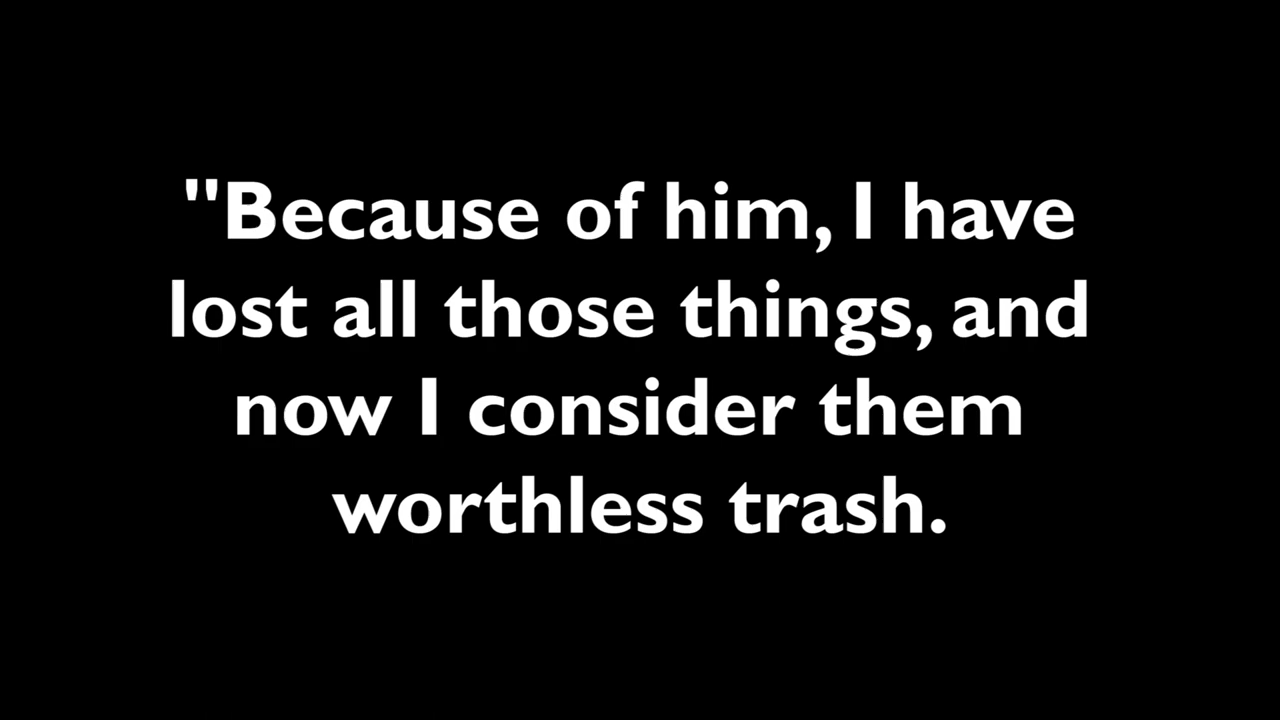 "Because of him, I have
lost all those things, and
now I consider them
worthless trash.